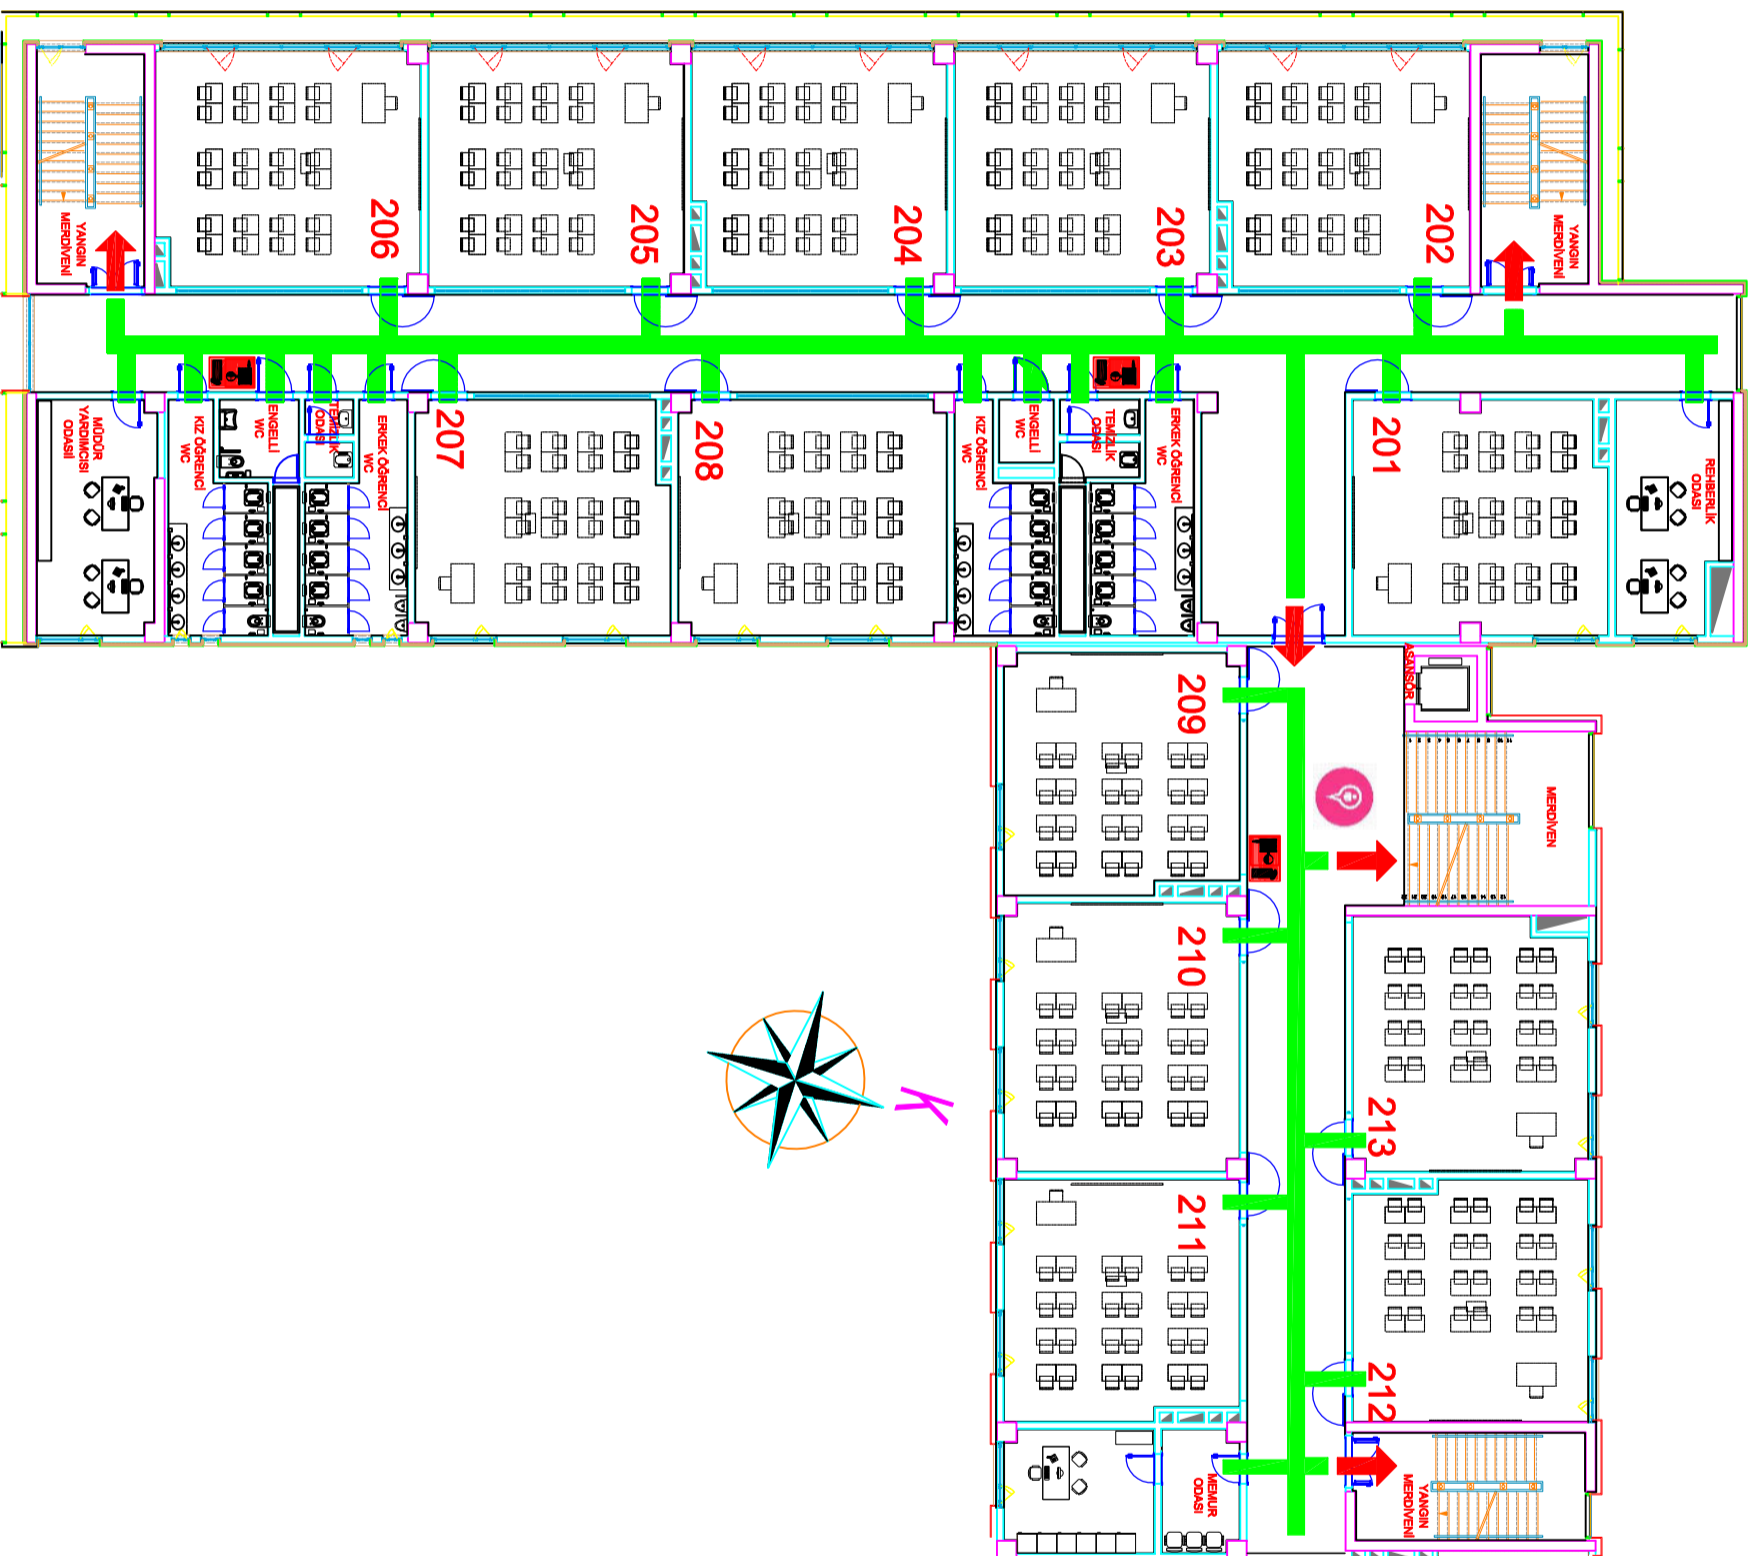 206
205
204
203
202
YANGIN
MERDİVENİ
YANGIN
MERDİVENİ
MÜDÜR
YARDIMCISI
ODASI
KIZ ÖĞRENCİ
WC
ENGELLİ
WC
TEMİZLİK
ODASI
ERKEK ÖĞRENCİ
WC
207
208
KIZ ÖĞRENCİ
WC
ENGELLİ
WC
TEMİZLİK
ODASI
ERKEK ÖĞRENCİ
WC
201
REHBERLİK
ODASI
209
ASANSÖR
MERDİVEN
210
K
213
211
212
MEMUR
ODASI
YANGIN
MERDİVENİ